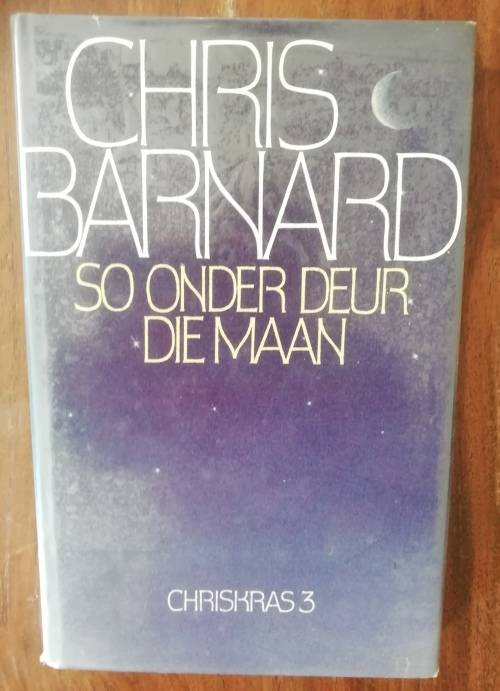 CHRIS
BARNARD
SO ONDER DEUR
DIE MAAN
CHRISKRAS 3